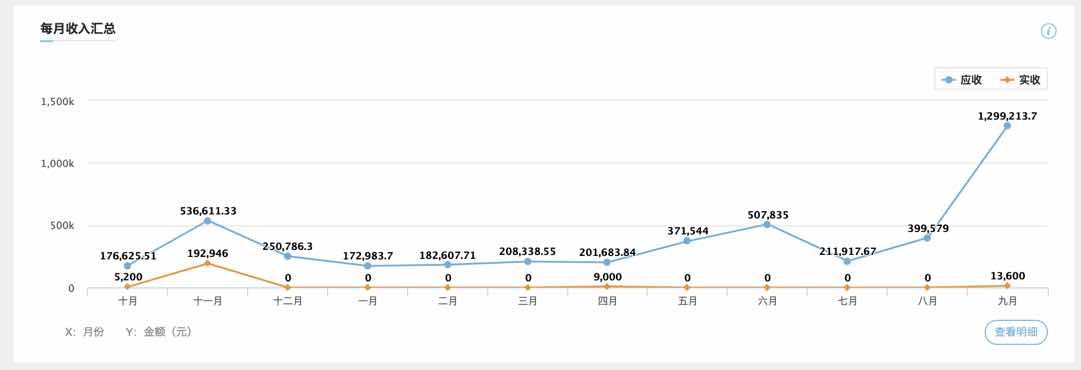 每月收入汇总
应收 实收
1,500k
1,000k
500k
0
176,625.51 536,611.33 250,786.3 172,983.7 182,607.71 208,338.55 201,683.84 371,544 507,835 211,917.67 399,579 1,299,213.7
5,200 192,946 0 0 0 0 9,000 0 0 0 0 13,600
十月 十一月 十二月 一月 二月 三月 四月 五月 六月 七月 八月 九月
X：月份 Y：金额（元）
查看明细